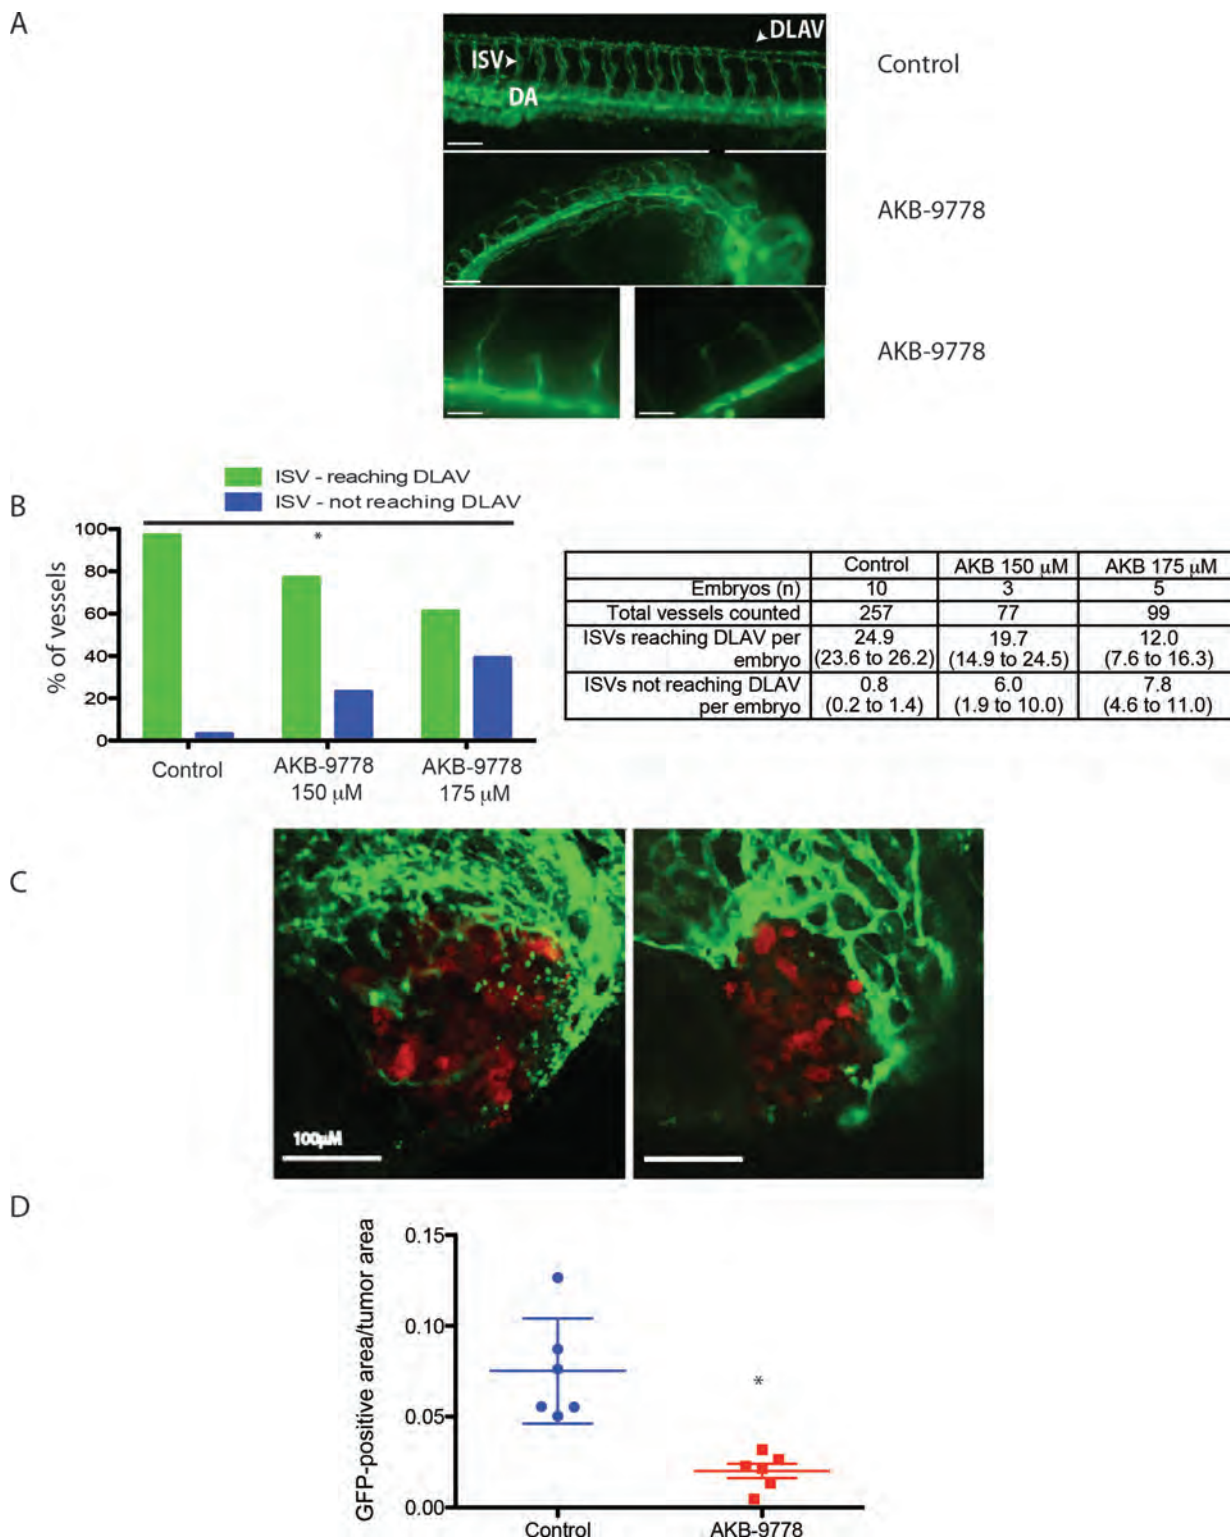 A
DLAV
ISV
DA
Control
AKB-9778
AKB-9778
B
ISV - reaching DLAV
ISV - not reaching DLAV
% of vessels
100
80
60
40
20
0
*
Control
AKB-9778
150 μM
AKB-9778
175 μM
Control AKB 150 μM AKB 175 μM
Embryos (n) 10 3 5
Total vessels counted 257 77 99
ISVs reaching DLAV per embryo 24.9 (23.6 to 26.2) 19.7 (14.9 to 24.5) 12.0 (7.6 to 16.3)
ISVs not reaching DLAV per embryo 0.8 (0.2 to 1.4) 6.0 (1.9 to 10.0) 7.8 (4.6 to 11.0)
C
100μM
D
GFP-positive area/tumor area
0.15
0.10
0.05
0.00
*
Control
AKB-9778